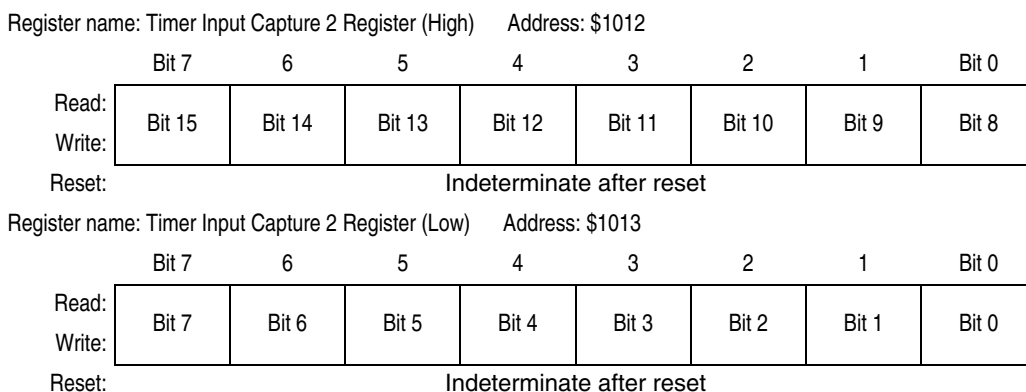 Register name: Timer Input Capture 2 Register (High) Address: $1012
Bit 7 6 5 4 3 2 1 Bit 0
Read:
Bit 15 Bit 14 Bit 13 Bit 12 Bit 11 Bit 10 Bit 9 Bit 8
Write:
Reset: Indeterminate after reset
Register name: Timer Input Capture 2 Register (Low) Address: $1013
Bit 7 6 5 4 3 2 1 Bit 0
Read:
Bit 7 Bit 6 Bit 5 Bit 4 Bit 3 Bit 2 Bit 1 Bit 0
Write:
Reset: Indeterminate after reset